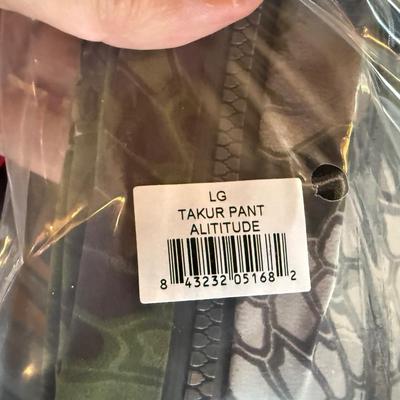 LG
TAKUR PANT
ALITITUDE
8 43232 05168 2